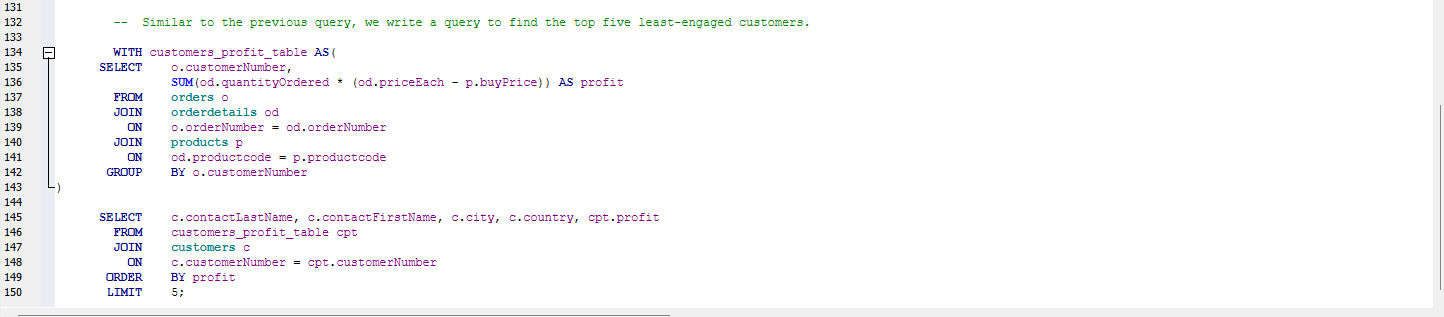 131
132 -- Similar to the previous query, we write a query to find the top five least-engaged customers.
133
134 WITH customers_profit_table AS(
135 SELECT o.customerNumber,
136 SUM(od.quantityOrdered * (od.priceEach - p.buyPrice)) AS profit
137 FROM orders o
138 JOIN orderdetails od
139 ON o.orderNumber = od.orderNumber
140 JOIN products p
141 ON od.productcode = p.productcode
142 GROUP BY o.customerNumber
143 )
144
145 SELECT c.contactLastName, c.contactFirstName, c.city, c.country, cpt.profit
146 FROM customers_profit_table cpt
147 JOIN customers c
148 ON c.customerNumber = cpt.customerNumber
149 ORDER BY profit
150 LIMIT 5;